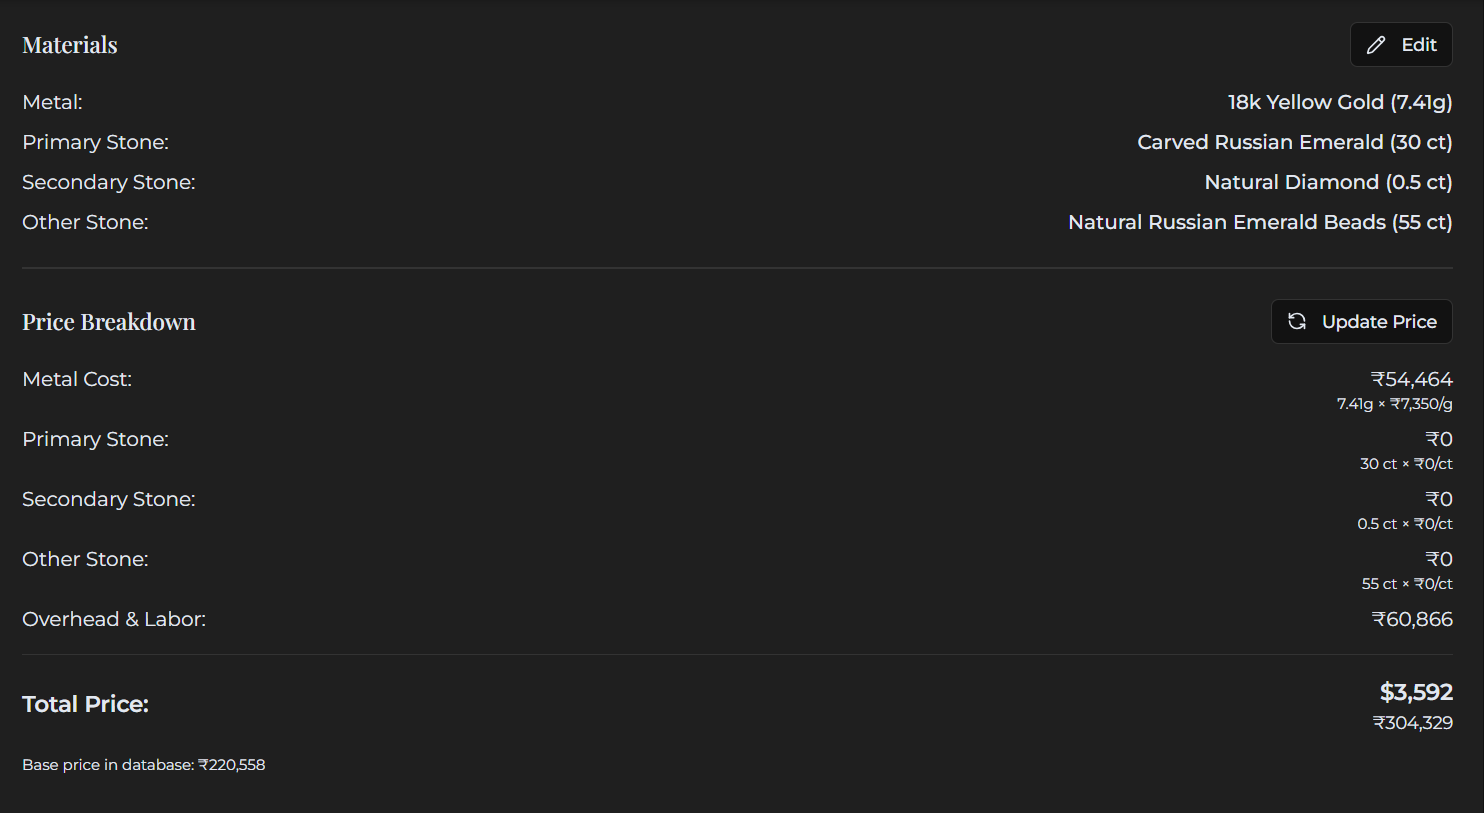 Materials
Edit
Metal: 18k Yellow Gold (7.41g)
Primary Stone: Carved Russian Emerald (30 ct)
Secondary Stone: Natural Diamond (0.5 ct)
Other Stone: Natural Russian Emerald Beads (55 ct)
Price Breakdown
Update Price
Metal Cost: ₹54,464
7.41g × ₹7,350/g
Primary Stone: ₹0
30 ct × ₹0/ct
Secondary Stone: ₹0
0.5 ct × ₹0/ct
Other Stone: ₹0
55 ct × ₹0/ct
Overhead & Labor: ₹60,866
Total Price: $3,592
₹304,329
Base price in database: ₹220,558